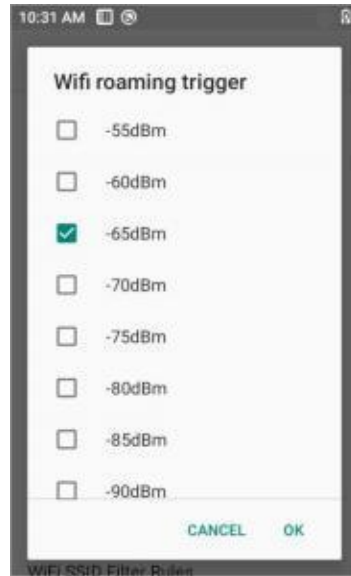 10:31 AM
Wifi roaming trigger
-55dBm
-60dBm
-65dBm
-70dBm
-75dBm
-80dBm
-85dBm
-90dBm
CANCEL OK
WiFi SSID Filter Rules